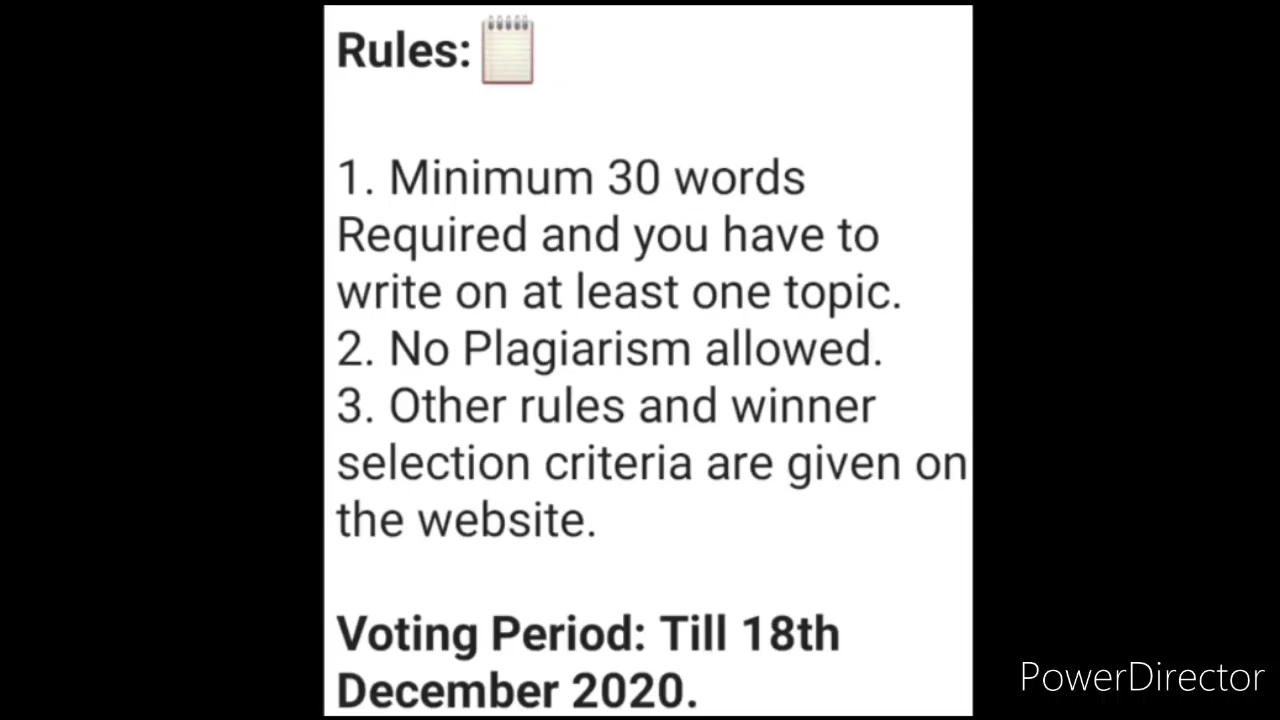 Rules:
1. Minimum 30 words
Required and you have to
write on at least one topic.
2. No Plagiarism allowed.
3. Other rules and winner
selection criteria are given on
the website.
Voting Period: Till 18th
December 2020.
PowerDirector